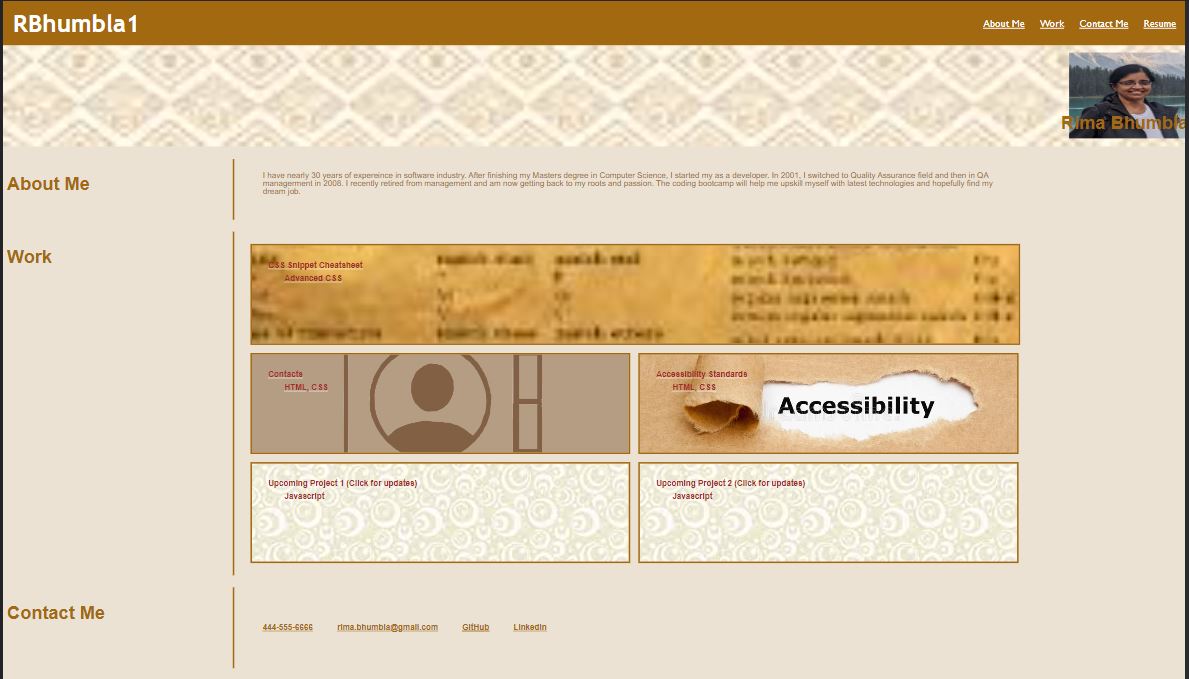 RBhumbla1
About Me Work Contact Me Resume
Rima Bhumbla
About Me
I have nearly 30 years of expereince in software industry. After finishing my Masters degree in Computer Science, I started my as a developer. In 2001, I switched to Quality Assurance field and then in QA
management in 2008. I recently retired from management and am now getting back to my roots and passion. The coding bootcamp will help me upskill myself with latest technologies and hopefully find my
dream job.
Work
CSS Snippet Cheatsheet
Advanced CSS
Contacts
HTML, CSS
Accessibility Standards
HTML, CSS
Accessibility
Upcoming Project 1 (Click for updates)
Javascript
Upcoming Project 2 (Click for updates)
Javascript
Contact Me
444-555-6666 rima.bhumbla@gmail.com GitHub LinkedIn